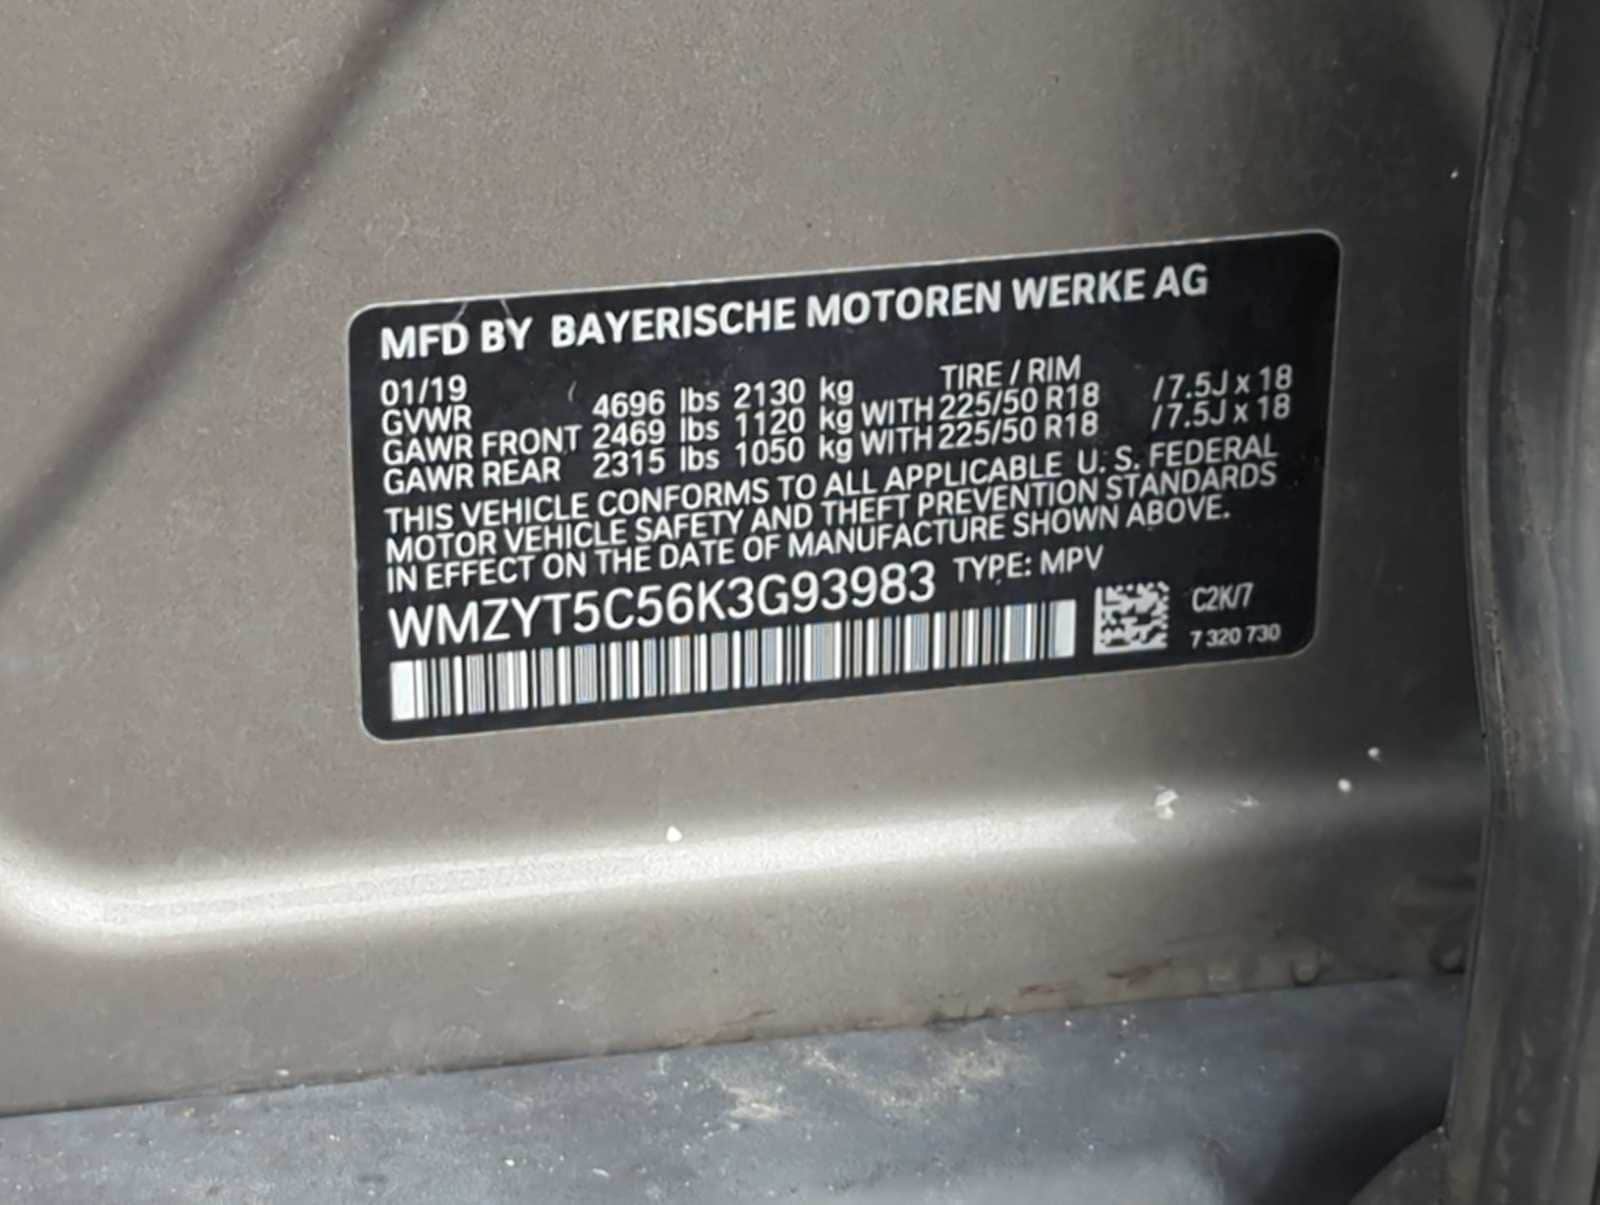 MFD BY BAYERISCHE MOTOREN WERKE AG
01/19 TIRE / RIM
GVWR 4696 lbs 2130 kg
GAWR FRONT 2469 lbs 1120 kg WITH 225/50 R18 /7.5J x 18
GAWR REAR 2315 lbs 1050 kg WITH 225/50 R18 /7.5J x 18
THIS VEHICLE CONFORMS TO ALL APPLICABLE U. S. FEDERAL
MOTOR VEHICLE SAFETY AND THEFT PREVENTION STANDARDS
IN EFFECT ON THE DATE OF MANUFACTURE SHOWN ABOVE.
WMZYT5C56K3G93983 TYPE: MPV
C2K/7
7 320 730